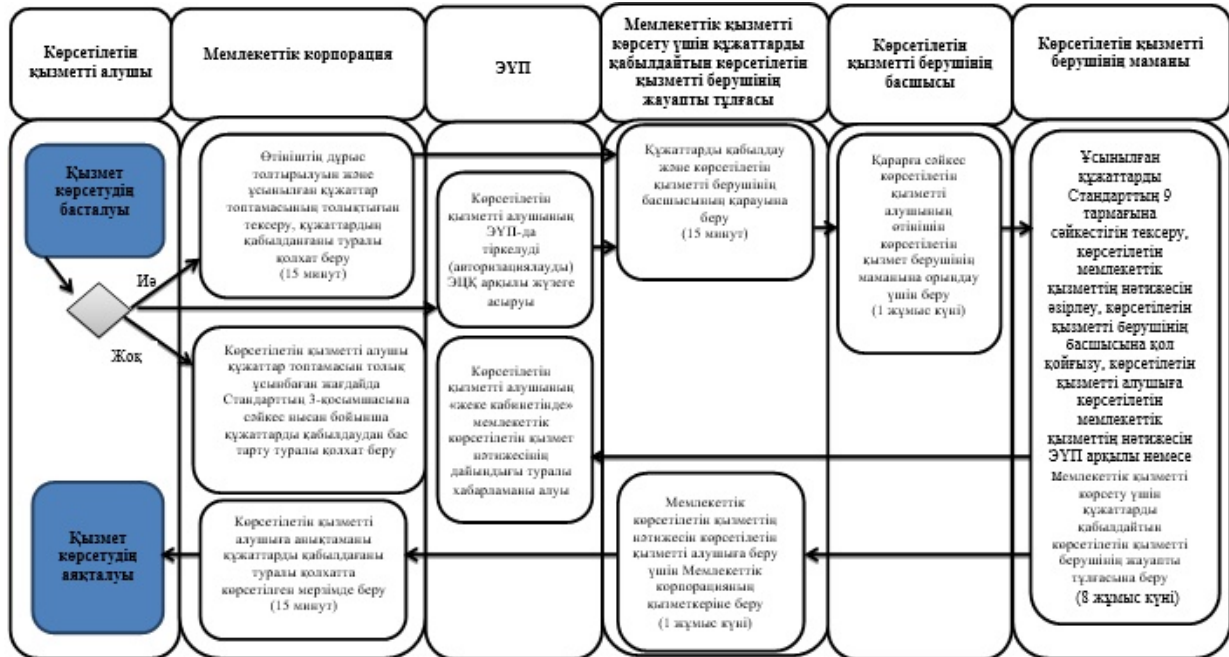 Көрсетілетін
қызметті алушы
Мемлекеттік корпорация
ЭҮП
Мемлекеттік қызметті
көрсету үшін құжаттарды
қабылдайтын көрсетілетін
қызметті берушінің
жауапты тұлғасы
Көрсетілетін
қызметті берушінің
басшысы
Көрсетілетін қызметті
берушінің маманы
Қызмет
көрсетудің
басталуы
Иә
Жоқ
Өтініштің дұрыс
толтырылуын және
ұсынылған құжаттар
топтамасының толықтығын
тексеру, құжаттардың
қабылданғаны туралы
қолхат беру
(15 минут)
Көрсетілетін қызметті алушы
құжаттар топтамасын толық
ұсынбаған жағдайда
Стандарттың 3-қосымшасына
сәйкес нысан бойынша
құжаттарды қабылдаудан бас
тарту туралы қолхат беру
Көрсетілетін
қызметті алушының
ЭҮП-да
тіркелуді
(авторизациялауды)
ЭЦҚ арқылы жүзеге
асыруы
Көрсетілетін
қызметті алушының
«жеке кабинетінде»
мемлекеттік
көрсетілетін қызмет
нәтижесінің
дайындығы туралы
хабарламаны алуы
Құжаттарды қабылдау
және көрсетілетін
қызметті берушінің
басшысының қарауына
беру
(15 минут)
Қарарға сәйкес
көрсетілетін
қызметті
алушының
өтінішін
көрсетілетін
қызмет берушінің
маманына орындау
үшін беру
(1 жұмыс күні)
Ұсынылған
құжаттарды
Стандарттың 9
тармағына
сәйкестігін тексеру,
көрсетілетін
мемлекеттік
қызметтің нәтижесін
әзірлеу, көрсетілетін
қызметті берушінің
басшысына қол
қойғызу, көрсетілетін
қызметті алушыға
көрсетілетін
мемлекеттік
қызметтің нәтижесін
ЭҮП арқылы немесе
Мемлекеттік қызметті
көрсету үшін
құжаттарды
қабылдайтын
көрсетілетін қызметті
берушінің жауапты
тұлғасына беру
(8 жұмыс күні)
Мемлекеттік
көрсетілетін қызметтің
нәтижесін көрсетілетін
қызметті алушыға беру
үшін Мемлекеттік
корпорацияның
қызметкеріне беру
(1 жұмыс күні)
Көрсетілетін қызметті
алушыға анықтаманы
құжаттарды қабылдағаны
туралы қолхатта
көрсетілген мерзімде беру
(15 минут)
Қызмет
көрсетудің
аяқталуы